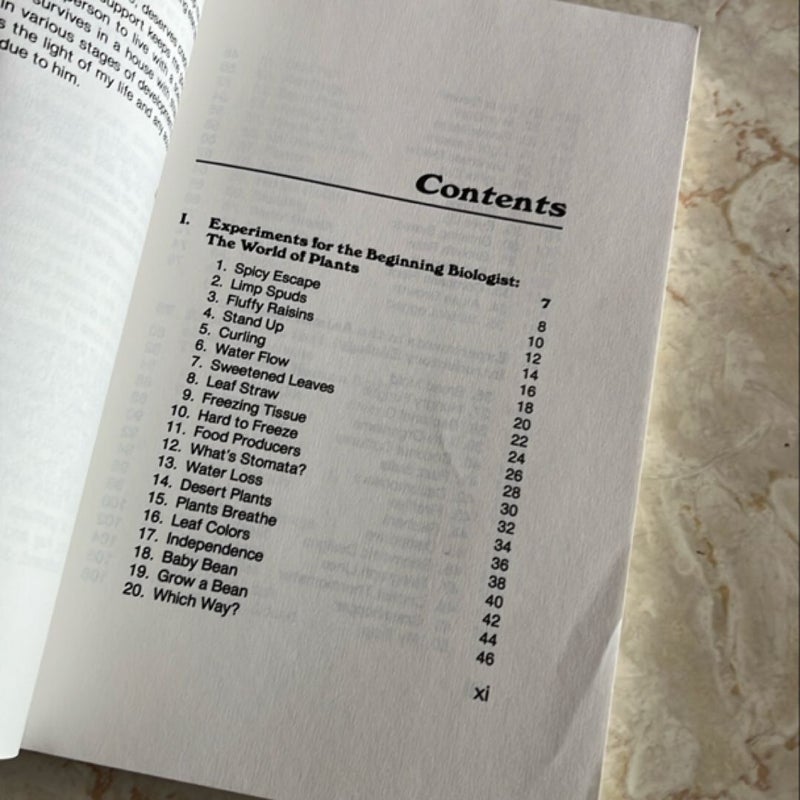 deserves
support keeps
person to live with a
survives in a house with
in various stages of
the light of my life and any
due to him.
Contents
I. Experiments for the Beginning Biologist:
The World of Plants 7
1. Spicy Escape 8
2. Limp Spuds 10
3. Fluffy Raisins 12
4. Stand Up 14
5. Curling 16
6. Water Flow 18
7. Sweetened Leaves 20
8. Leaf Straw 22
9. Freezing Tissue 24
10. Hard to Freeze 26
11. Food Producers 28
12. What's Stomata? 30
13. Water Loss 32
14. Desert Plants 34
15. Plants Breathe 36
16. Leaf Colors 38
17. Independence 40
18. Baby Bean 42
19. Grow a Bean 44
20. Which Way? 46
xi